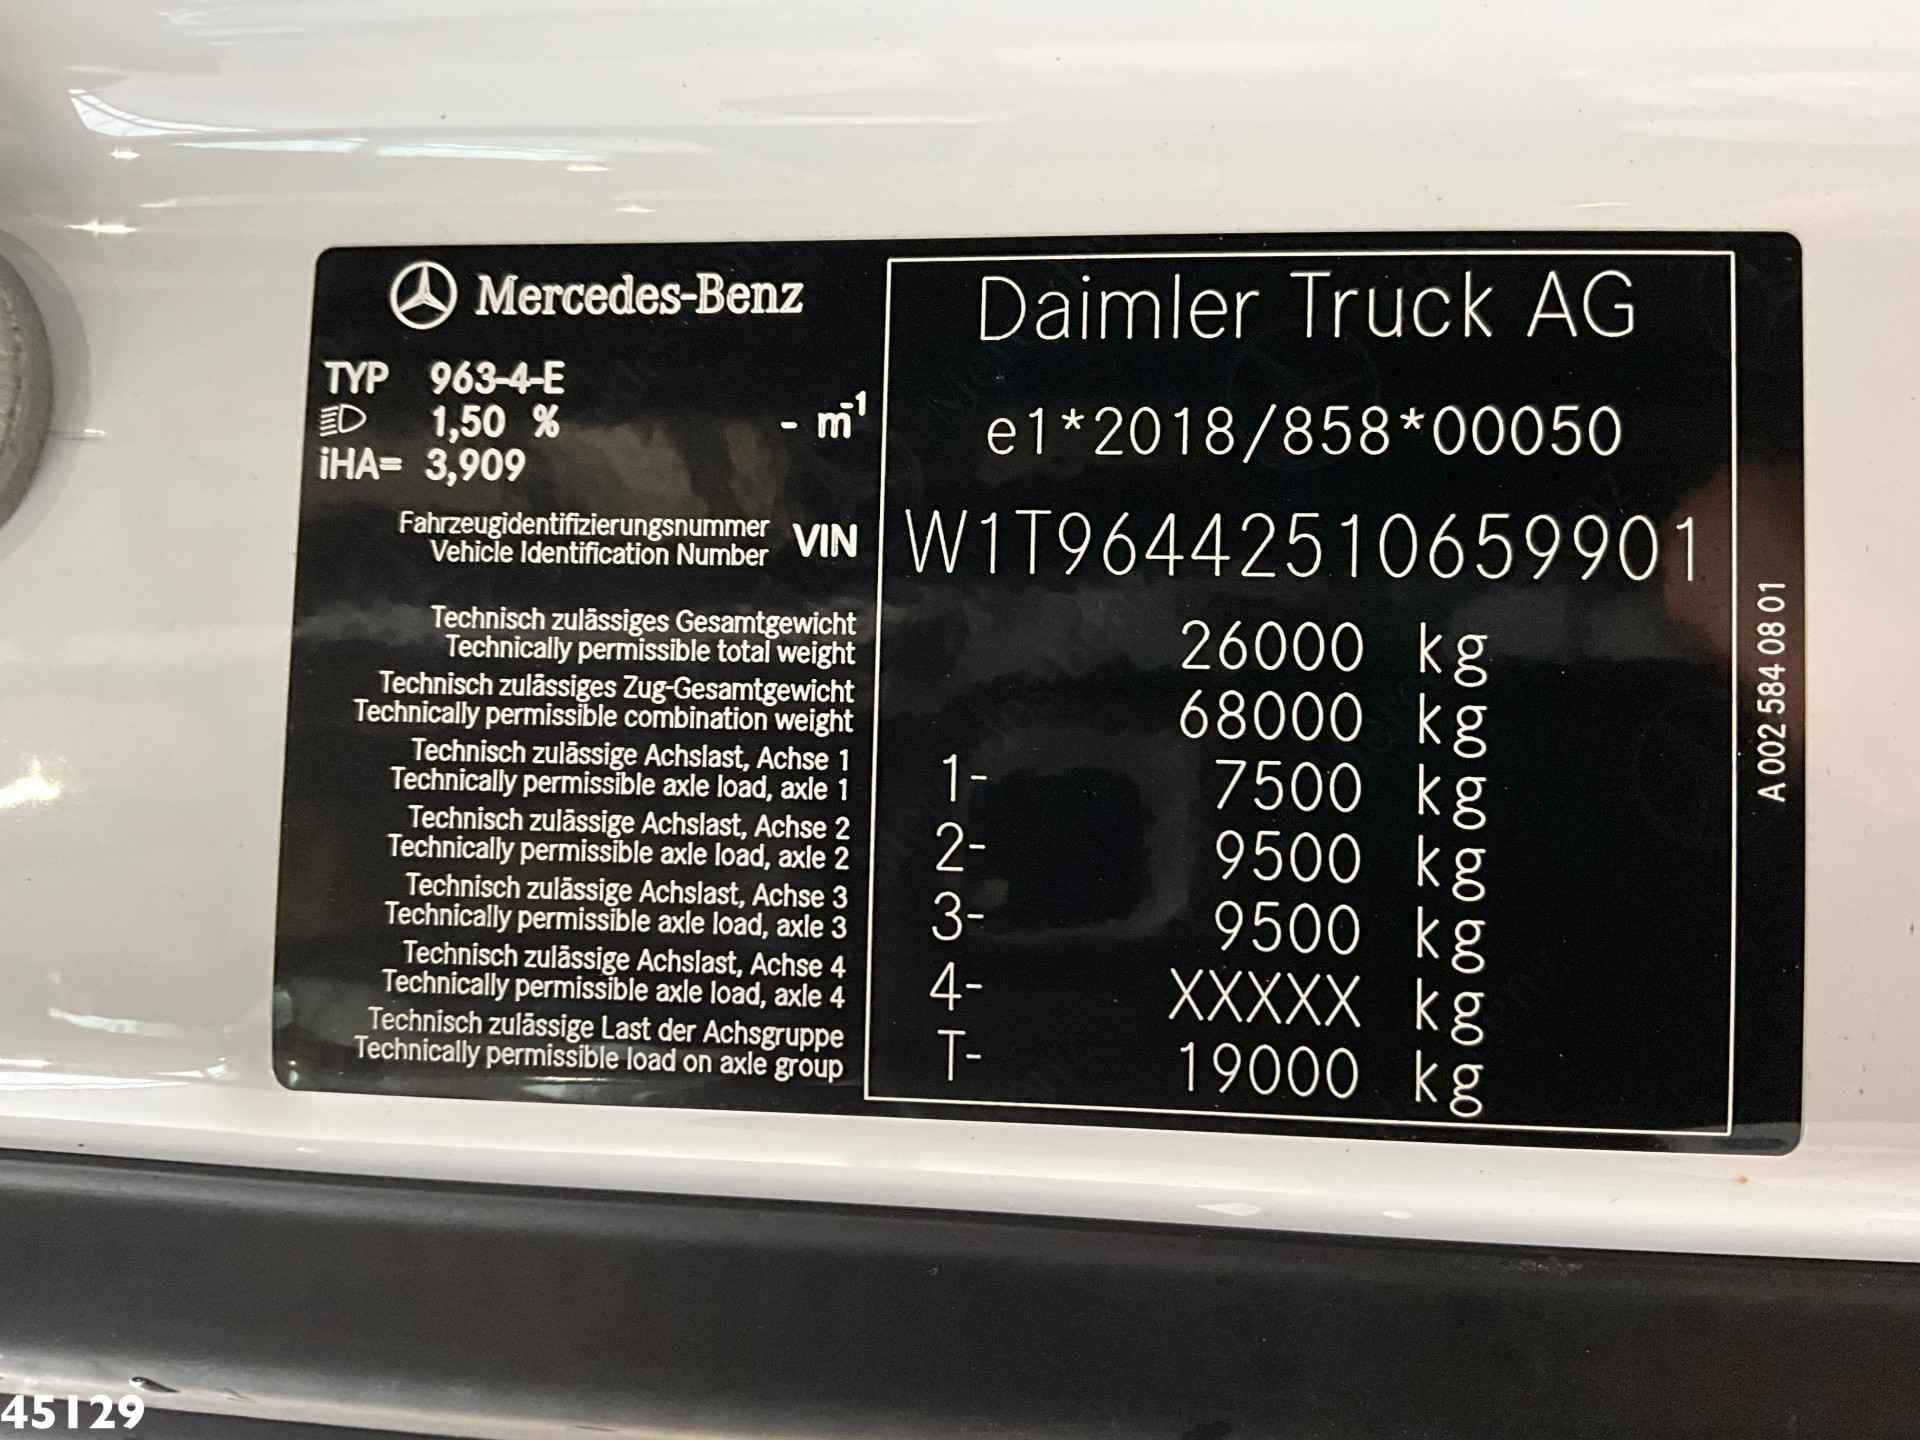 Mercedes-Benz
Daimler Truck AG
TYP 963-4-E
1,50 % - m-1
e1*2018/858*00050
iHA= 3,909
Fahrzeugidentifizierungsnummer
Vehicle Identification Number
VIN W1T96442510659901
Technisch zulässiges Gesamtgewicht
Technically permissible total weight
26000 kg
Technisch zulässiges Zug-Gesamtgewicht
Technically permissible combination weight
68000 kg
Technisch zulässige Achslast, Achse 1
Technically permissible axle load, axle 1
1- 7500 kg
Technisch zulässige Achslast, Achse 2
Technically permissible axle load, axle 2
2- 9500 kg
Technisch zulässige Achslast, Achse 3
Technically permissible axle load, axle 3
3- 9500 kg
Technisch zulässige Achslast, Achse 4
Technically permissible axle load, axle 4
4- XXXXX kg
Technisch zulässige Last der Achsgruppe
Technically permissible load on axle group
T- 19000 kg
A 002 584 08 01
45129